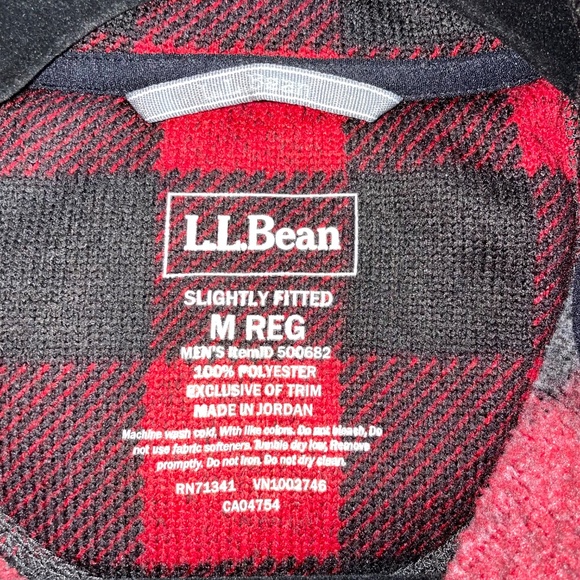 Bean
L.L.Bean
SLIGHTLY FITTED
M REG
MEN'S ItemID 500682
100% POLYESTER
EXCLUSIVE OF TRIM
MADE IN JORDAN
Machine wash cold, With like colors. Do not bleach, Do
not use fabric softeners. Tumble dry low, Remove
promptly. Do not iron. Do not dry clean.
RN71341 VN1002746
CA04754